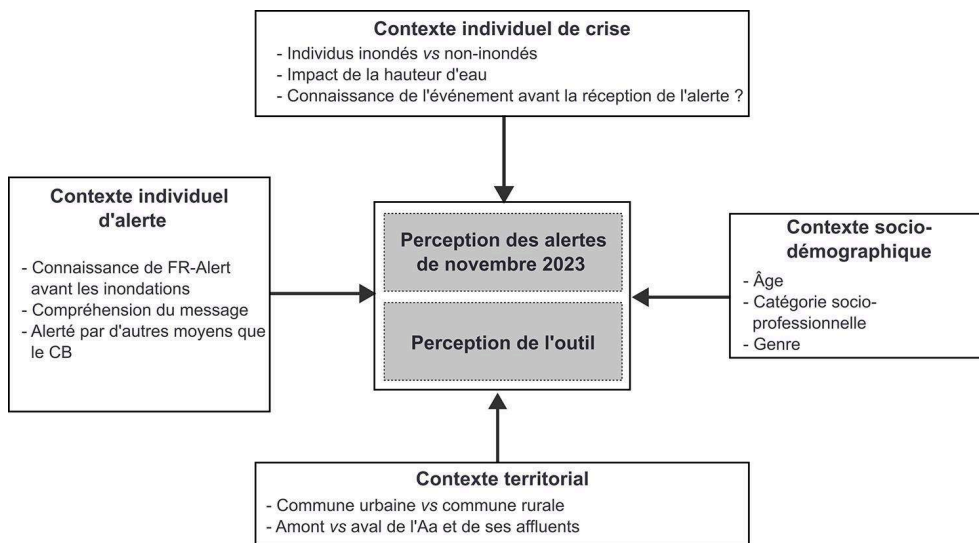 Contexte individuel de crise
- Individus inondés vs non-inondés
- Impact de la hauteur d'eau
- Connaissance de l'événement avant la réception de l'alerte ?
Contexte individuel
d'alerte
- Connaissance de FR-Alert
avant les inondations
- Compréhension du message
- Alerté par d'autres moyens que
le CB
Perception des alertes
de novembre 2023
Perception de l'outil
Contexte socio-
démographique
- Âge
- Catégorie socio-
professionnelle
- Genre
Contexte territorial
- Commune urbaine vs commune rurale
- Amont vs aval de l'Aa et de ses affluents